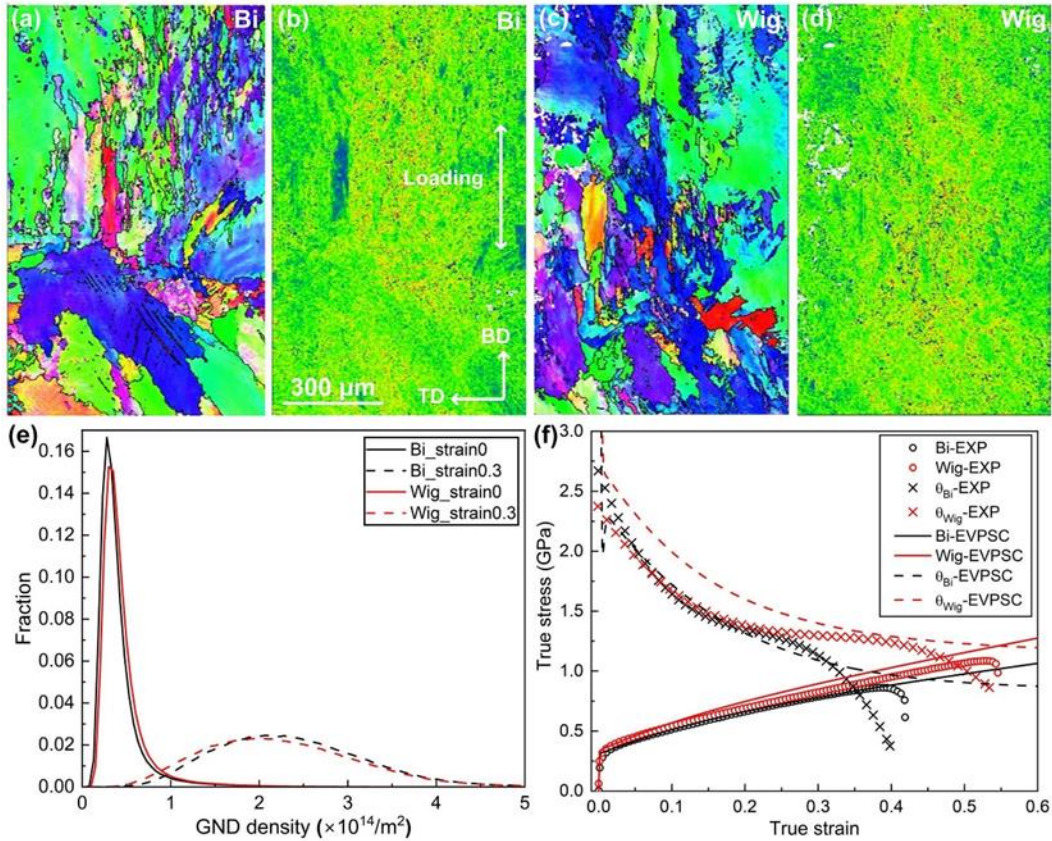 (a) Bi (b) Bi (c) Wig (d) Wig
Loading
BD
300 μm TD
(e) (f)
0.16
0.14
0.12
0.10
0.08
0.06
0.04
0.02
0.00
Fraction
Bi_strain0
Bi_strain0.3
Wig_strain0
Wig_strain0.3
0 1 2 3 4 5
GND density (×10¹⁴/m²)
3.0
2.5
2.0
1.5
1.0
0.5
0.0
True stress (GPa)
Bi-EXP
Wig-EXP
θBi-EXP
θWig-EXP
Bi-EVPSC
Wig-EVPSC
θBi-EVPSC
θWig-EVPSC
0.0 0.1 0.2 0.3 0.4 0.5 0.6
True strain